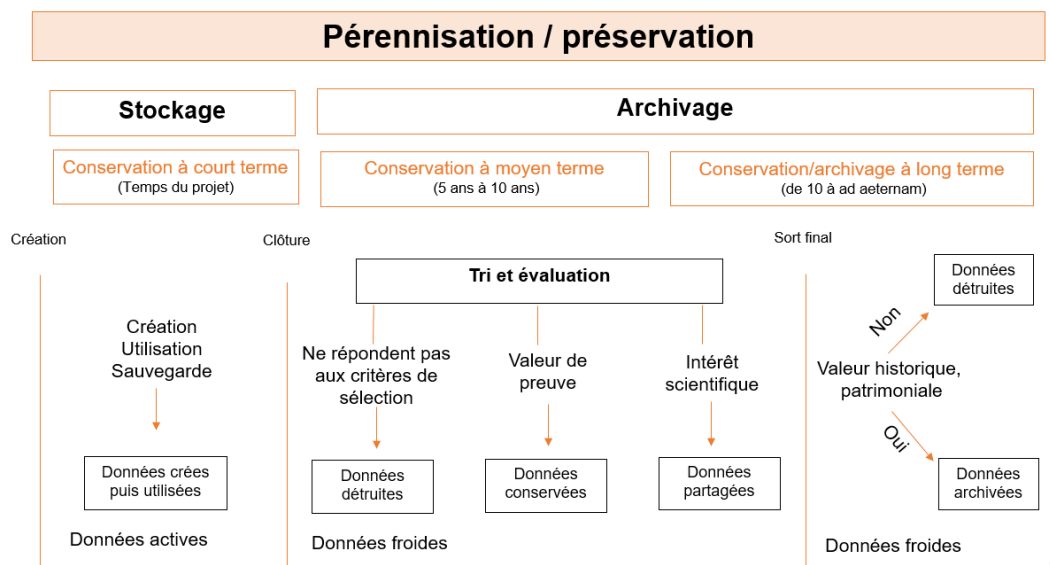 Pérennisation / préservation
Stockage
Archivage
Conservation à court terme
(Temps du projet)
Conservation à moyen terme
(5 ans à 10 ans)
Conservation/archivage à long terme
(de 10 à ad aeternam)
Création
Clôture
Sort final
Tri et évaluation
Création
Utilisation
Sauvegarde
Données crées
puis utilisées
Données actives
Ne répondent pas
aux critères de
sélection
Données
détruites
Valeur de
preuve
Données
conservées
Intérêt
scientifique
Données
partagées
Données froides
Valeur historique,
patrimoniale
Non
Données
détruites
Oui
Données
archivées
Données froides